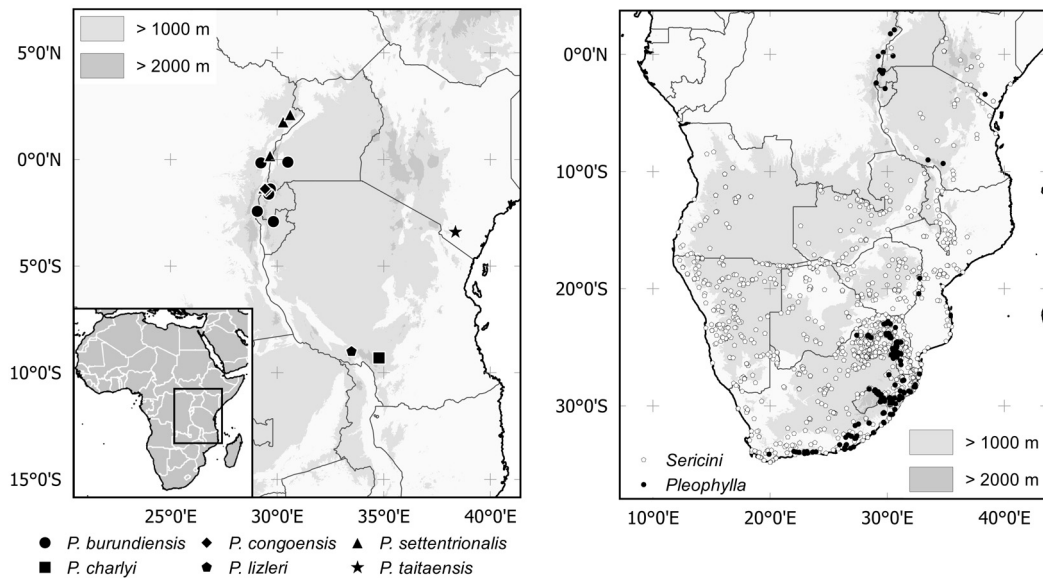 > 1000 m
> 2000 m
5°0'N
0°0'N
5°0'S
10°0'S
15°0'S
25°0'E 30°0'E 35°0'E 40°0'E
P. burundiensis P. congoensis P. settentrionalis
P. charlyi P. lizleri P. taitaensis
0°0'N
10°0'S
20°0'S
30°0'S
Sericini
Pleophylla
> 1000 m
> 2000 m
10°0'E 20°0'E 30°0'E 40°0'E